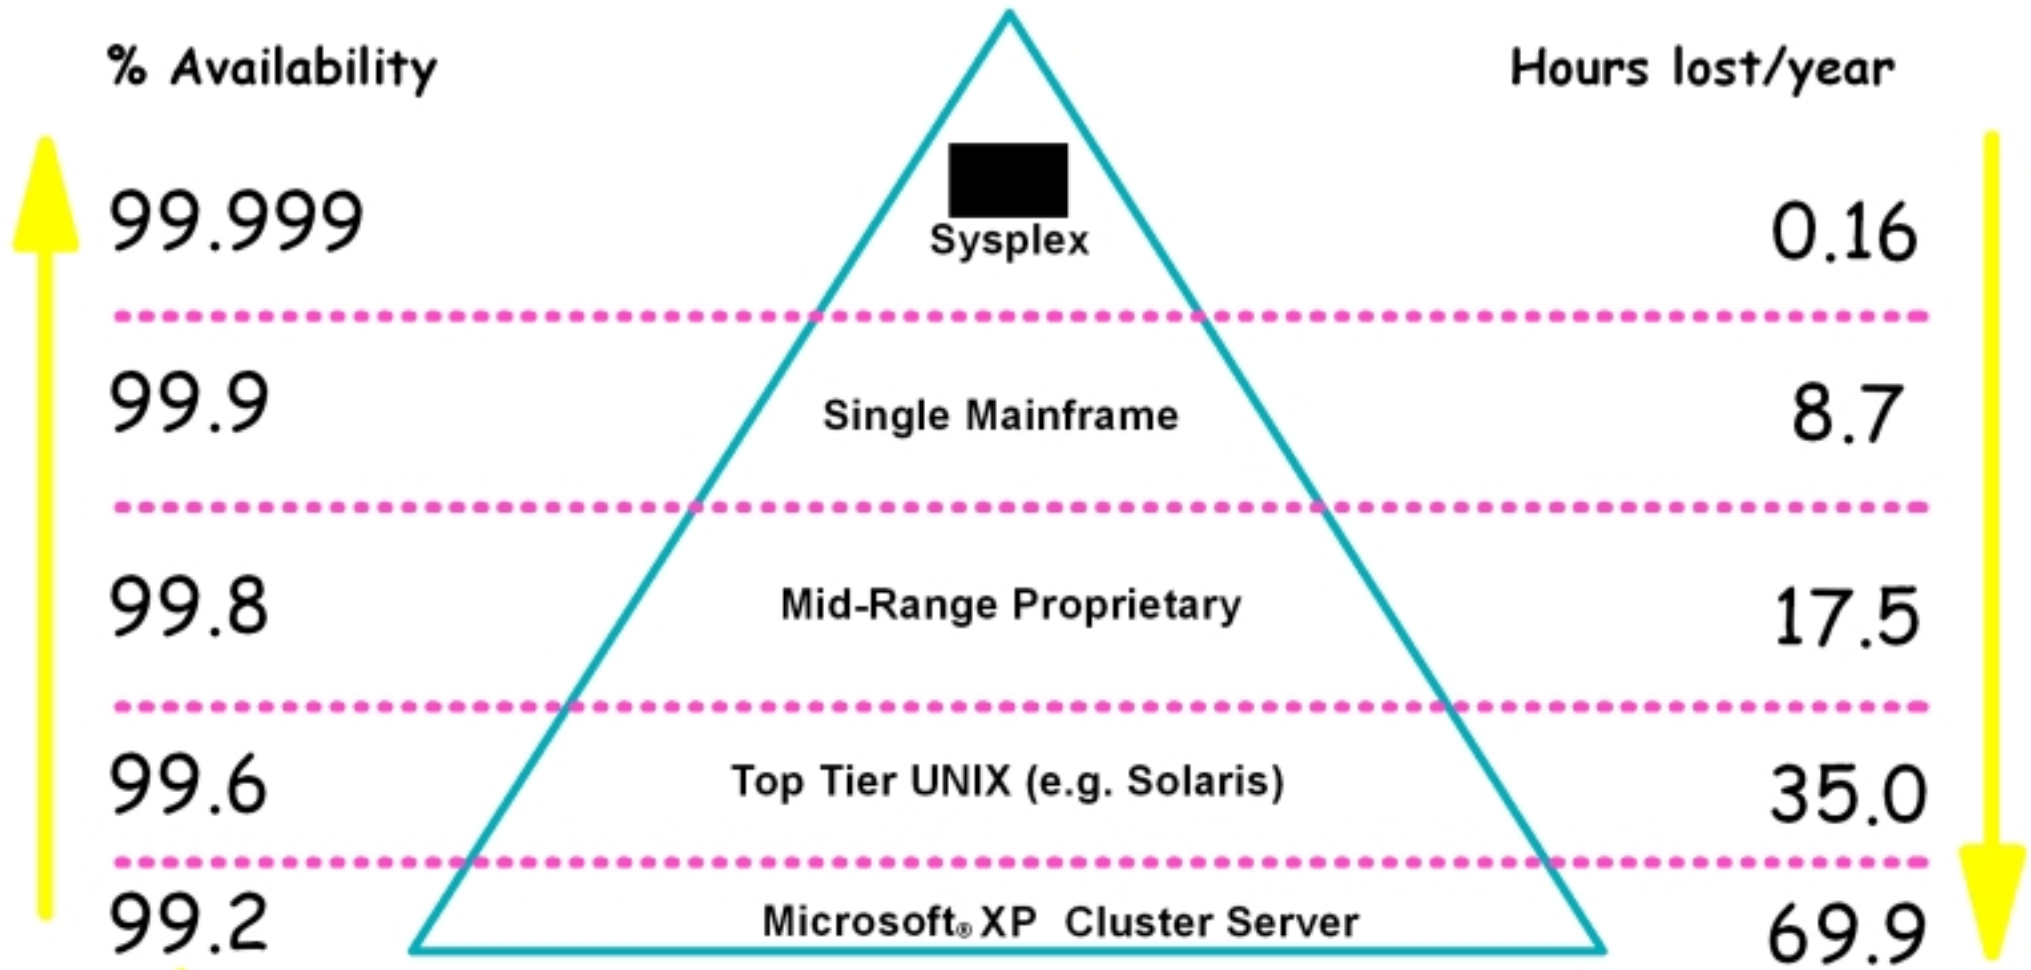 % Availability Hours lost/year
99.999 Sysplex 0.16
99.9 Single Mainframe 8.7
99.8 Mid-Range Proprietary 17.5
99.6 Top Tier UNIX (e.g. Solaris) 35.0
99.2 Microsoft® XP Cluster Server 69.9